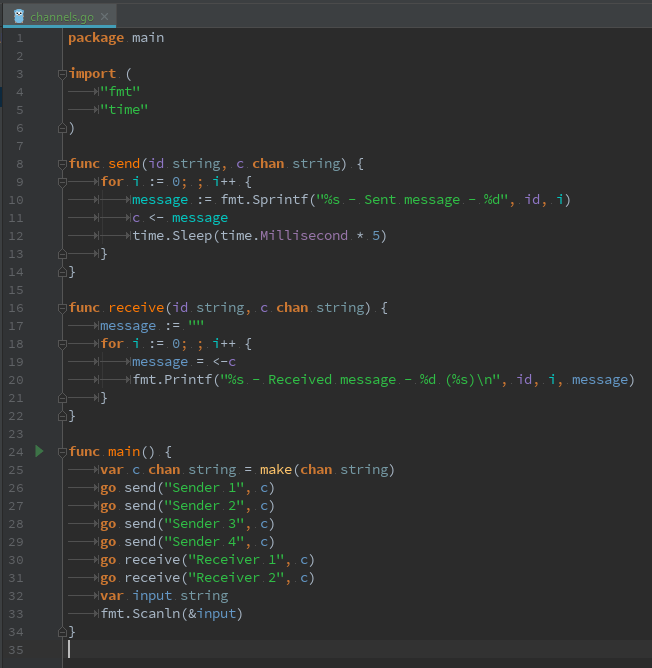 channels.go
1 package main
2
3 import (
4 "fmt"
5 "time"
6 )
7
8 func send(id string, c chan string) {
9 for i := 0; ; i++ {
10 message := fmt.Sprintf("%s - Sent message - %d", id, i)
11 c <- message
12 time.Sleep(time.Millisecond * 5)
13 }
14 }
15
16 func receive(id string, c chan string) {
17 message := ""
18 for i := 0; ; i++ {
19 message = <-c
20 fmt.Printf("%s - Received message - %d (%s)\n", id, i, message)
21 }
22 }
23
24 func main() {
25 var c chan string = make(chan string)
26 go send("Sender 1", c)
27 go send("Sender 2", c)
28 go send("Sender 3", c)
29 go send("Sender 4", c)
30 go receive("Receiver 1", c)
31 go receive("Receiver 2", c)
32 var input string
33 fmt.Scanln(&input)
34 }
35